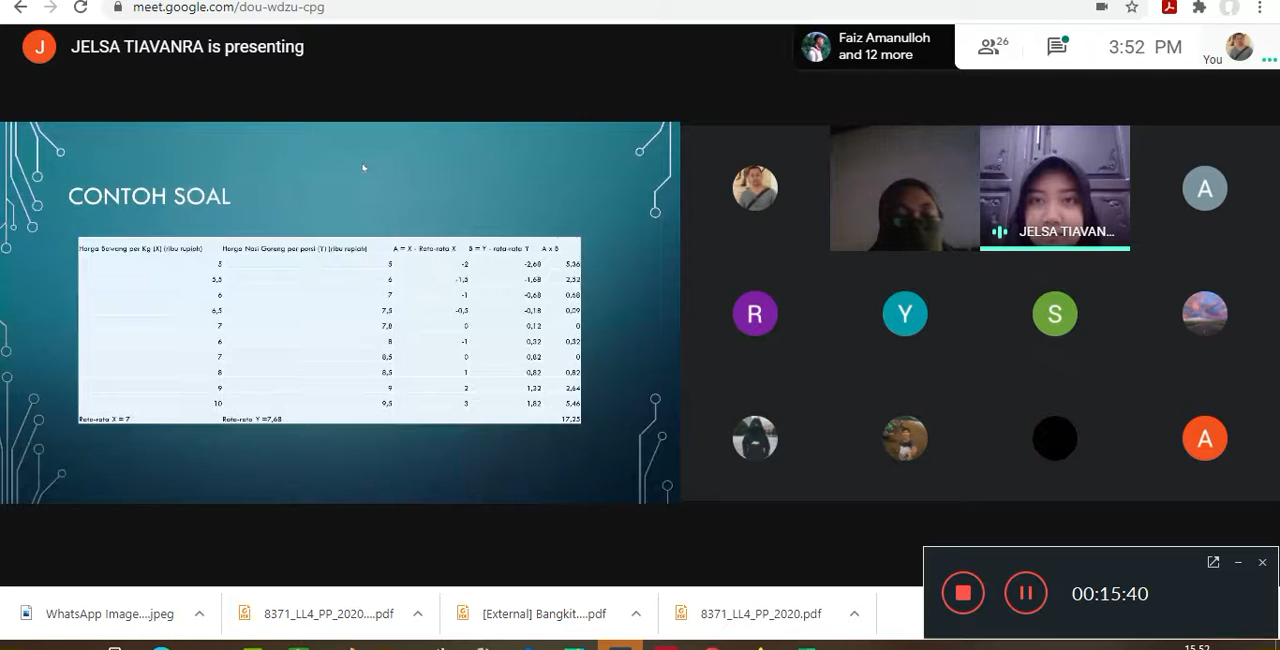 meet.google.com/dou-wdzu-cpg
J
JELSA TIAVANRA is presenting
Faiz Amanulloh
and 12 more
26
3:52 PM
You
CONTOH SOAL
Harga Bawang per Kg (X) (ribu rupiah) Harga Nasi Goreng per porsi (Y) (ribu rupiah) A = X - Rata-rata X B = Y - rata-rata Y A x B
5 5 -2 -2,68 5,36
5,5 6 -1,5 -1,68 2,52
6 7 -1 -0,68 0,68
6,5 7,5 -0,5 -0,18 0,09
7 7,8 0 0,12 0
6 8 -1 0,32 0,32
7 8,5 0 0,82 0
8 8,5 1 0,82 0,82
9 9 2 1,32 2,64
10 9,5 3 1,82 5,46
Rata-rata X = 7 Rata-rata Y =7,68 17,25
JELSA TIAVAN...
A
R
Y
S
A
00:15:40
WhatsApp Image....jpeg
8371_LL4_PP_2020....pdf
[External] Bangkit....pdf
8371_LL4_PP_2020.pdf
15.52